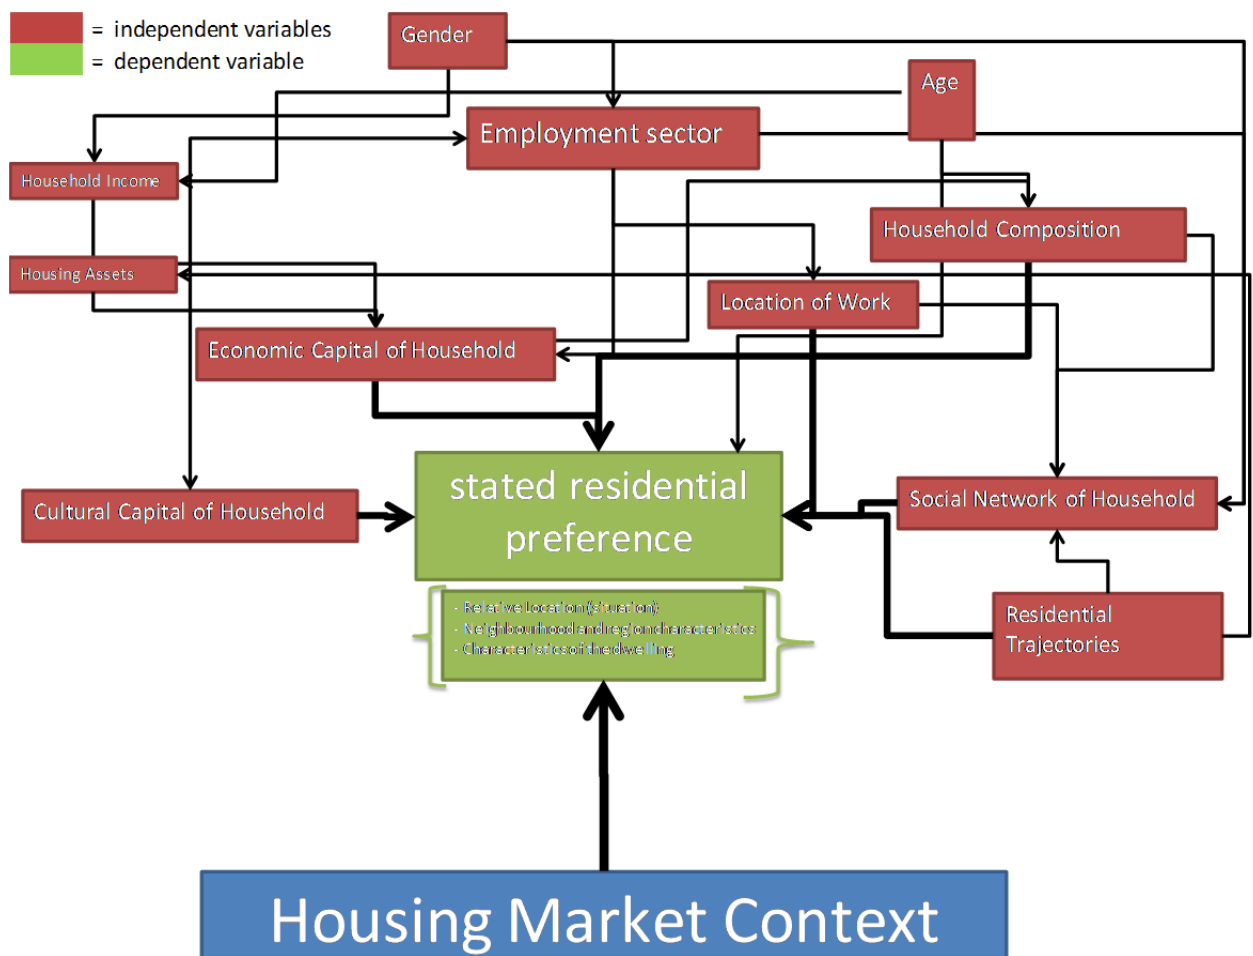 = independent variables
= dependent variable
Gender
Age
Employment sector
Household Income
Household Composition
Housing Assets
Location of Work
Economic Capital of Household
stated residential
preference
Cultural Capital of Household
Social Network of Household
- Relative Location (situation)
- Neighbourhood and region characteristics
- Characteristics of the dwelling
Residential
Trajectories
Housing Market Context